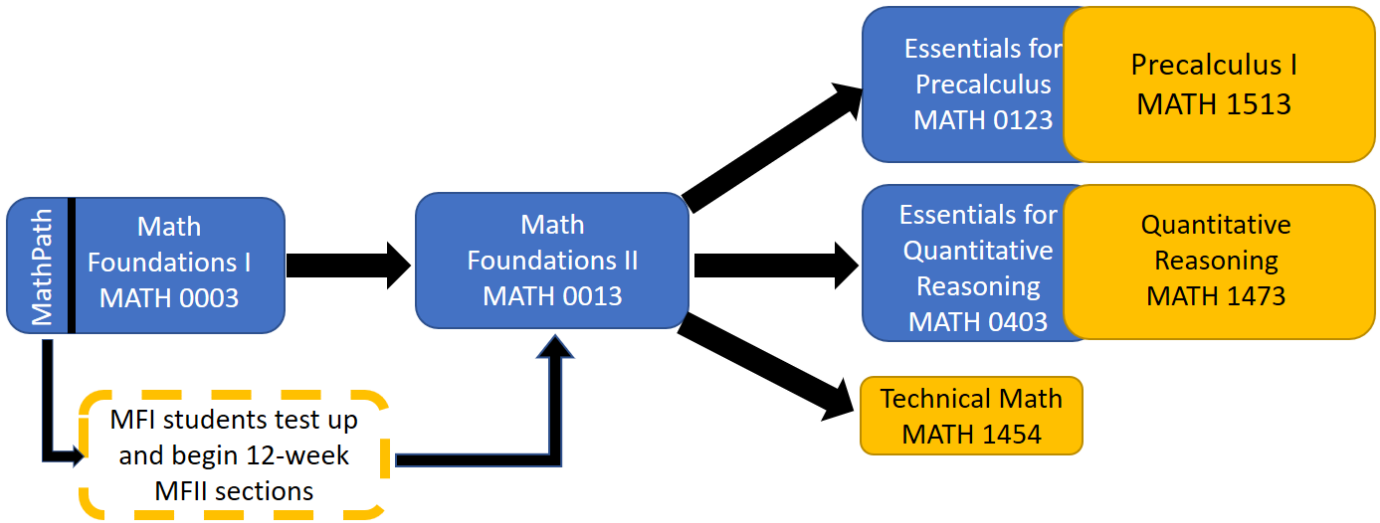 MathPath
Math
Foundations I
MATH 0003
MFI students test up
and begin 12-week
MFII sections
Math
Foundations II
MATH 0013
Essentials for
Precalculus
MATH 0123
Precalculus I
MATH 1513
Essentials for
Quantitative
Reasoning
MATH 0403
Quantitative
Reasoning
MATH 1473
Technical Math
MATH 1454